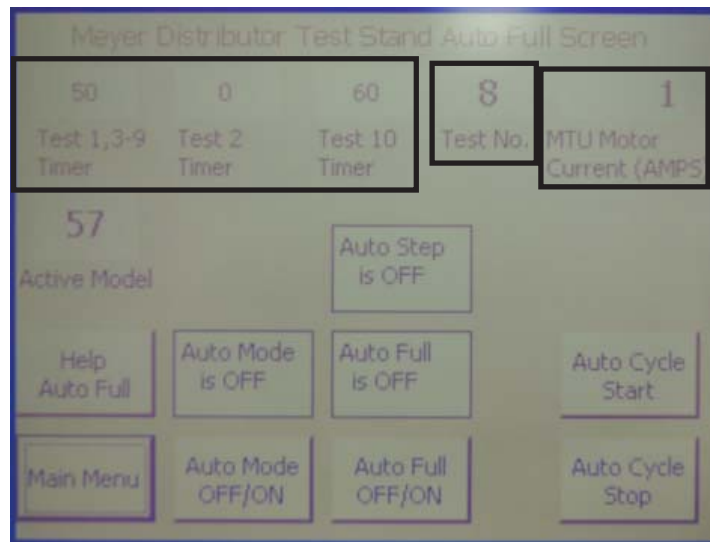 Meyer Distributor Test Stand Auto Full Screen
50 0 60 8 1
Test 1,3-9 Test 2 Test 10 Test No. MTU Motor
Timer Timer Timer Current (AMPS)
57
Active Model
Auto Step
is OFF
Help
Auto Full
Auto Mode
is OFF
Auto Full
is OFF
Auto Cycle
Start
Main Menu
Auto Mode
OFF/ON
Auto Full
OFF/ON
Auto Cycle
Stop